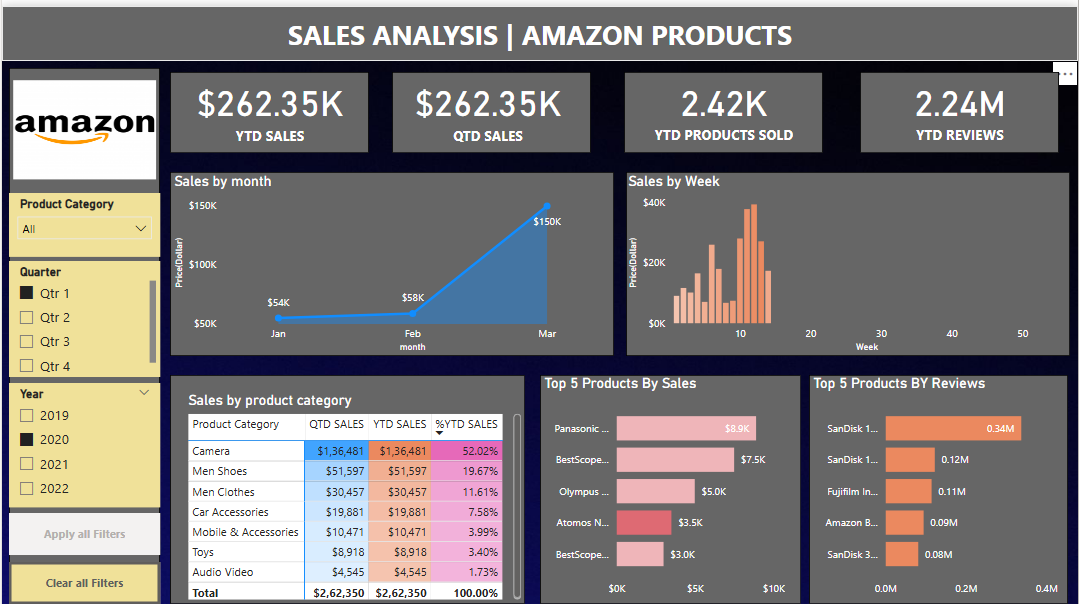 SALES ANALYSIS | AMAZON PRODUCTS
amazon
$262.35K
YTD SALES
$262.35K
QTD SALES
2.42K
YTD PRODUCTS SOLD
2.24M
YTD REVIEWS
Product Category
All
Quarter
Qtr 1
Qtr 2
Qtr 3
Qtr 4
Year
2019
2020
2021
2022
Apply all Filters
Clear all Filters
Sales by month
Price(Dollar)
$150K
$100K
$50K
$54K
$58K
$150K
Jan Feb Mar
month
Sales by Week
Price(Dollar)
$40K
$20K
$0K
10 20 30 40 50
Week
Sales by product category
Product Category QTD SALES YTD SALES %YTD SALES
Camera $1,36,481 $1,36,481 52.02%
Men Shoes $51,597 $51,597 19.67%
Men Clothes $30,457 $30,457 11.61%
Car Accessories $19,881 $19,881 7.58%
Mobile & Accessories $10,471 $10,471 3.99%
Toys $8,918 $8,918 3.40%
Audio Video $4,545 $4,545 1.73%
Total $2,62,350 $2,62,350 100.00%
Top 5 Products By Sales
Panasonic ... $8.9K
BestScope... $7.5K
Olympus ... $5.0K
Atomos N... $3.5K
BestScope... $3.0K
$0K $5K $10K
Top 5 Products BY Reviews
SanDisk 1... 0.34M
SanDisk 1... 0.12M
Fujifilm In... 0.11M
Amazon B... 0.09M
SanDisk 3... 0.08M
0.0M 0.2M 0.4M